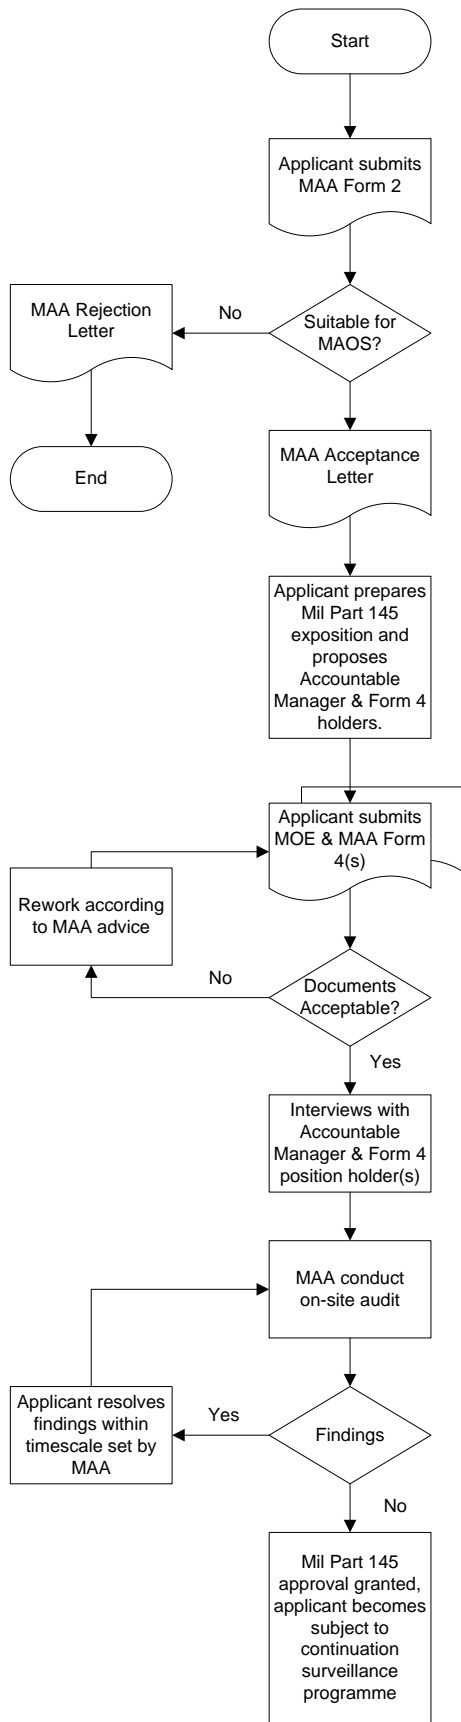 Start
Applicant submits
MAA Form 2
Suitable for
MAOS?
No
MAA Rejection
Letter
End
MAA Acceptance
Letter
Applicant prepares
Mil Part 145
exposition and
proposes
Accountable
Manager & Form 4
holders.
Applicant submits
MOE & MAA Form
4(s)
Rework according
to MAA advice
No
Documents
Acceptable?
Yes
Interviews with
Accountable
Manager & Form 4
position holder(s)
MAA conduct
on-site audit
Applicant resolves
findings within
timescale set by
MAA
Yes
Findings
No
Mil Part 145
approval granted,
applicant becomes
subject to
continuation
surveillance
programme